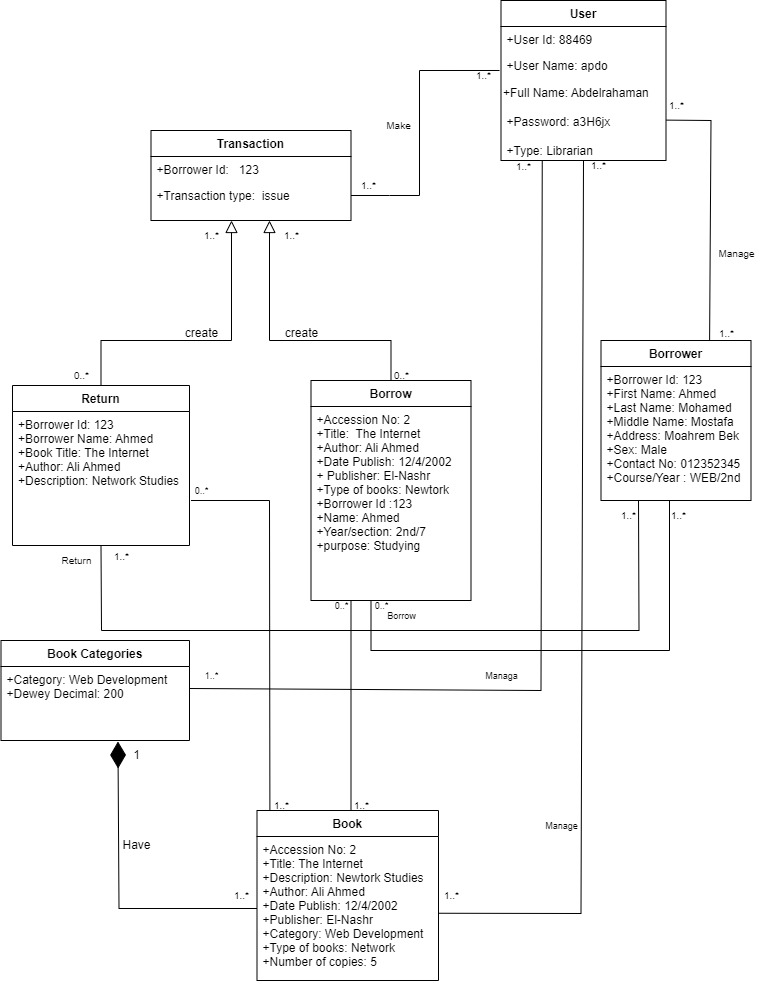 User
+User Id: 88469
+User Name: apdo
+Full Name: Abdelrahaman
+Password: a3H6jx
+Type: Librarian
1..*
1..*
1..*
1..*
Make
Transaction
+Borrower Id:   123
+Transaction type:  issue
1..*
1..*
1..*
Manage
create
create
0..*
0..*
1..*
Return
+Borrower Id: 123
+Borrower Name: Ahmed
+Book Title: The Internet
+Author: Ali Ahmed
+Description: Network Studies
Borrow
+Accession No: 2
+Title:  The Internet
+Author: Ali Ahmed
+Date Publish: 12/4/2002
+ Publisher: El-Nashr
+Type of books: Newtork
+Borrower Id :123
+Name: Ahmed
+Year/section: 2nd/7
+purpose: Studying
Borrower
+Borrower Id: 123
+First Name: Ahmed
+Last Name: Mohamed
+Middle Name: Mostafa
+Address: Moahrem Bek
+Sex: Male
+Contact No: 012352345
+Course/Year : WEB/2nd
0..*
1..*
1..*
1..*
Return
0..*
0..*
Borrow
Book Categories
+Category: Web Development
+Dewey Decimal: 200
1..*
Managa
1
Have
1..*
1..*
1..*
1..*
Manage
Book
+Accession No: 2
+Title: The Internet
+Description: Newtork Studies
+Author: Ali Ahmed
+Date Publish: 12/4/2002
+Publisher: El-Nashr
+Category: Web Development
+Type of books: Network
+Number of copies: 5